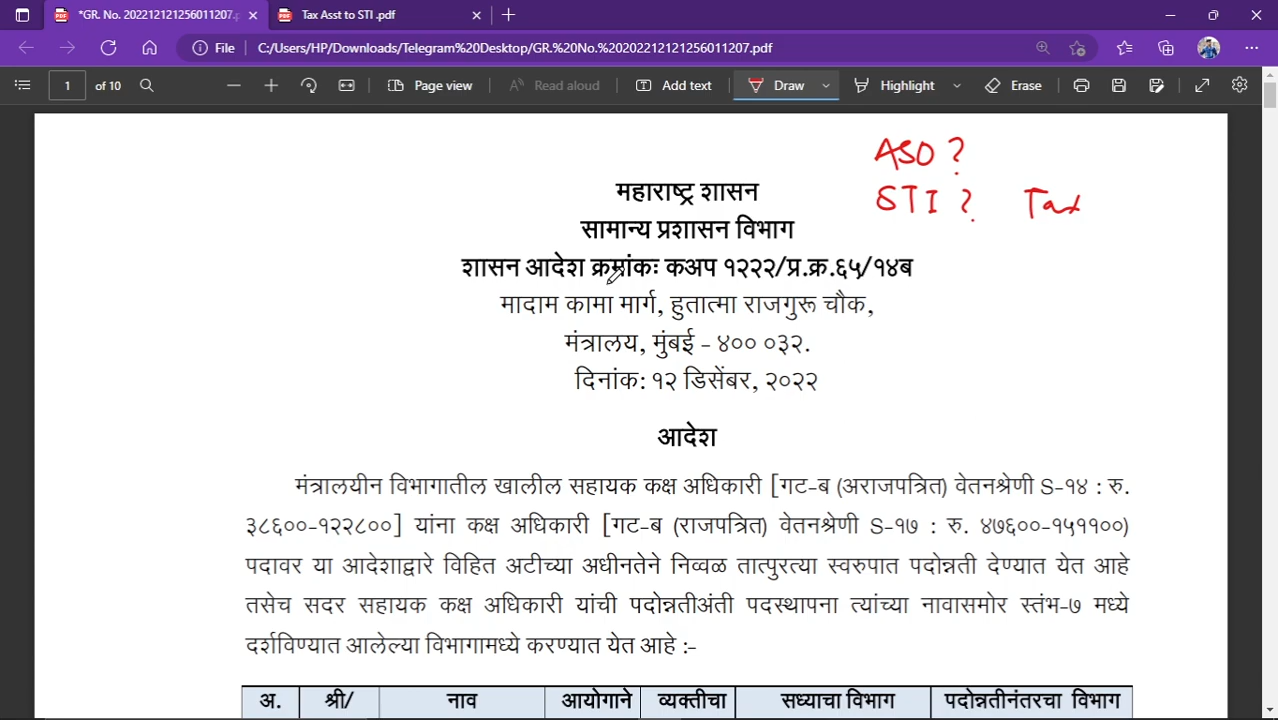 *GR. No. 202212121256011207.p
Tax Asst to STI .pdf
File
C:/Users/HP/Downloads/Telegram%20Desktop/GR.%20No.%20202212121256011207.pdf
1 of 10
Page view
Read aloud
Add text
Draw
Highlight
Erase
ASO ?
STI ? Tax
महाराष्ट्र शासन
सामान्य प्रशासन विभाग
शासन आदेश क्रमांकः कअप १२२२/प्र.क्र.६५/१४ब
मादाम कामा मार्ग, हुतात्मा राजगुरू चौक,
मंत्रालय, मुंबई - ४०० ०३२.
दिनांक: १२ डिसेंबर, २०२२
आदेश
मंत्रालयीन विभागातील खालील सहायक कक्ष अधिकारी [गट-ब (अराजपत्रित) वेतनश्रेणी S-१४ : रु.
३८६००-१२२८००] यांना कक्ष अधिकारी [गट-ब (राजपत्रित) वेतनश्रेणी S-१७ : रु. ४७६००-१५११००)
पदावर या आदेशाद्वारे विहित अटीच्या अधीनतेने निव्वळ तात्पुरत्या स्वरुपात पदोन्नती देण्यात येत आहे
तसेच सदर सहायक कक्ष अधिकारी यांची पदोन्नतीअंती पदस्थापना त्यांच्या नावासमोर स्तंभ-७ मध्ये
दर्शविण्यात आलेल्या विभागामध्ये करण्यात येत आहे :-
अ. श्री/ नाव आयोगाने व्यक्तीचा सध्याचा विभाग पदोन्नतीनंतरचा विभाग